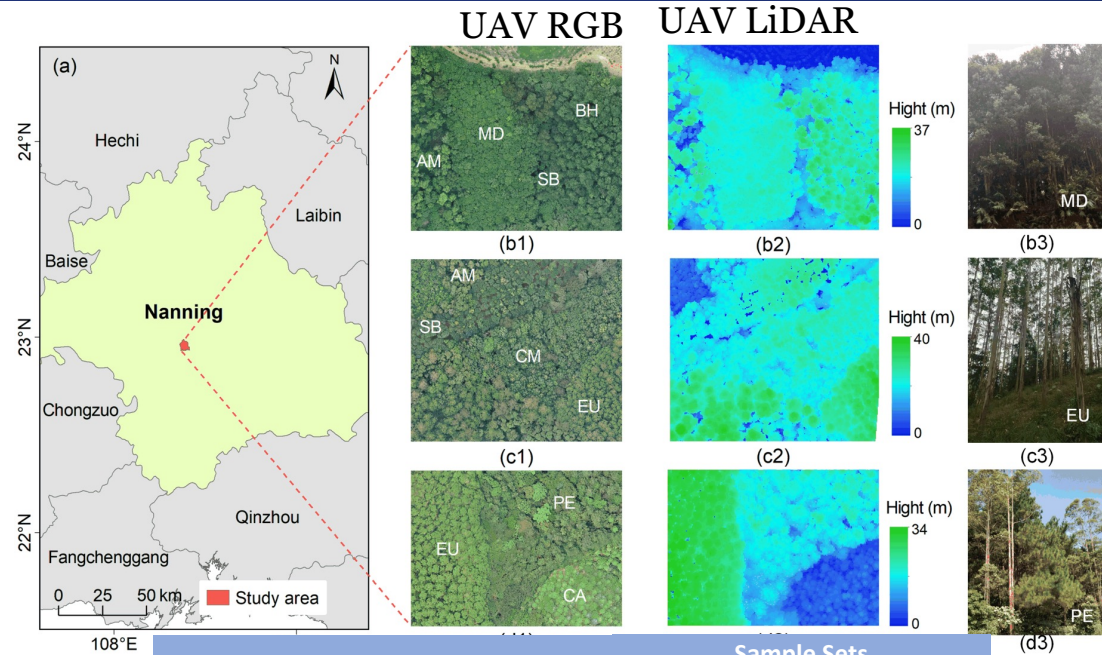 UAV RGB UAV LiDAR
(a)
N
24°N
23°N
22°N
Hechi
Laibin
Baise
Nanning
Chongzuo
Qinzhou
Fangchenggang
0 25 50 km
Study area
108°E
MD
BH
AM
SB
(b1)
Hight (m)
37
0
(b2)
MD
(b3)
AM
SB
CM
EU
(c1)
Hight (m)
40
0
(c2)
EU
(c3)
PE
EU
CA
Hight (m)
34
0
PE
(d3)
Sample Sets